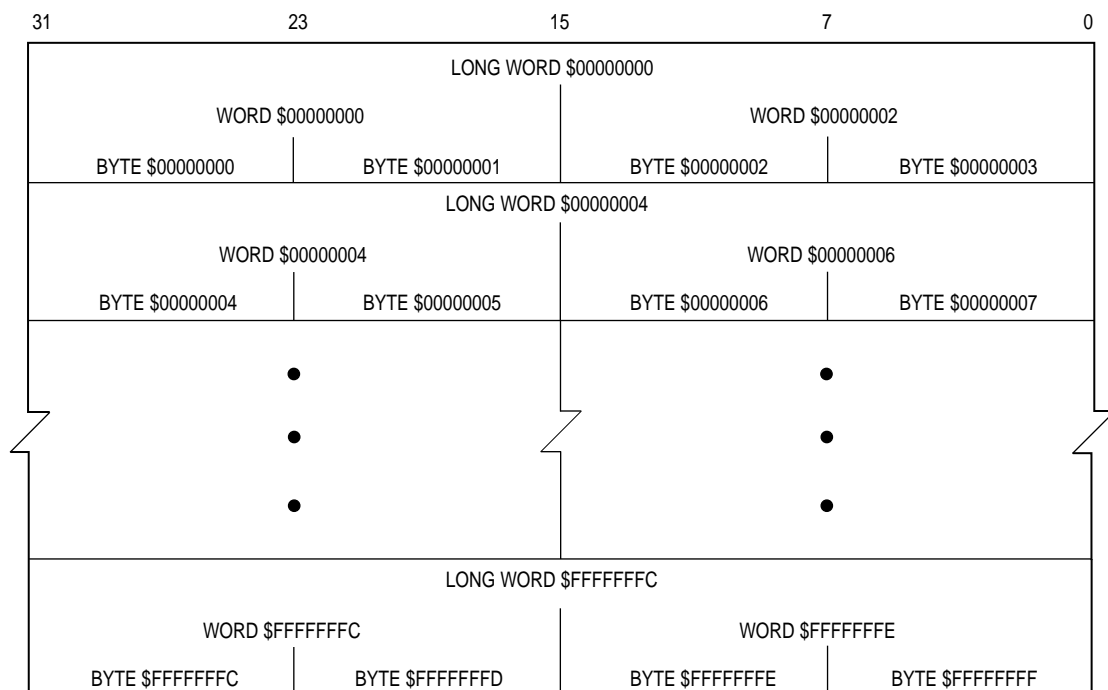 31 23 15 7 0
LONG WORD $00000000
WORD $00000000 WORD $00000002
BYTE $00000000 BYTE $00000001 BYTE $00000002 BYTE $00000003
LONG WORD $00000004
WORD $00000004 WORD $00000006
BYTE $00000004 BYTE $00000005 BYTE $00000006 BYTE $00000007
LONG WORD $FFFFFFFC
WORD $FFFFFFFC WORD $FFFFFFFE
BYTE $FFFFFFFC BYTE $FFFFFFFD BYTE $FFFFFFFE BYTE $FFFFFFFF